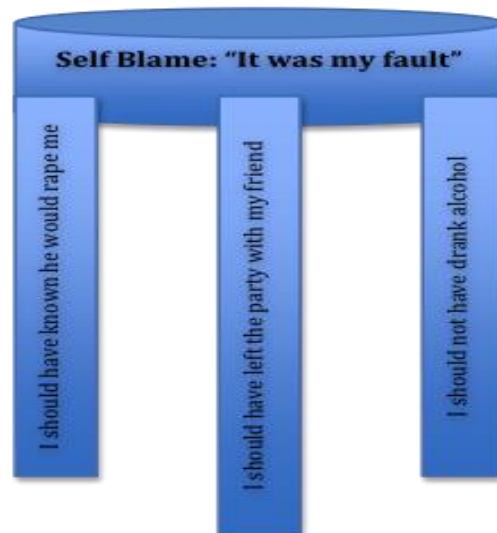 Self Blame: “It was my fault”
I should have known he would rape me
I should have left the party with my friend
I should not have drank alcohol